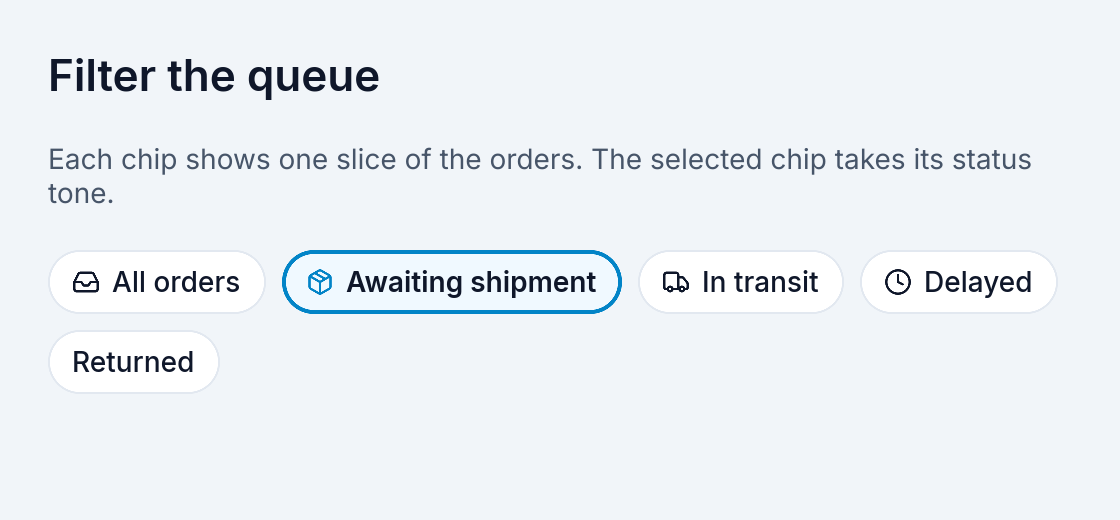 Filter the queue
Each chip shows one slice of the orders. The selected chip takes its status
tone.
All orders
Awaiting shipment
In transit
Delayed
Returned